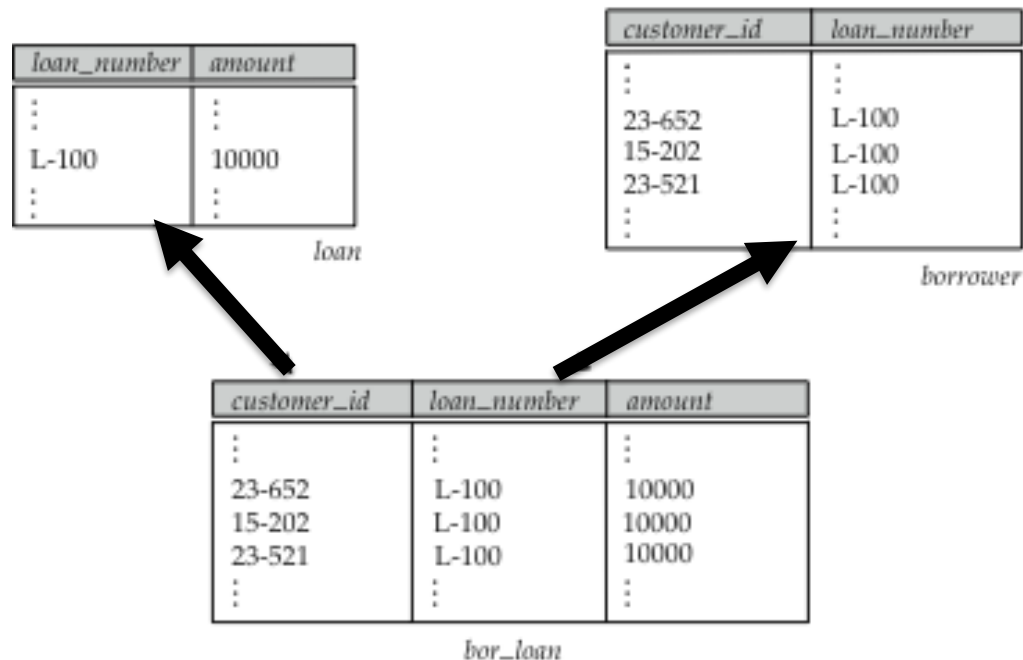 loan_number amount
L-100 10000
loan
customer_id loan_number
23-652 L-100
15-202 L-100
23-521 L-100
borrower
customer_id loan_number amount
23-652 L-100 10000
15-202 L-100 10000
23-521 L-100 10000
bor_loan